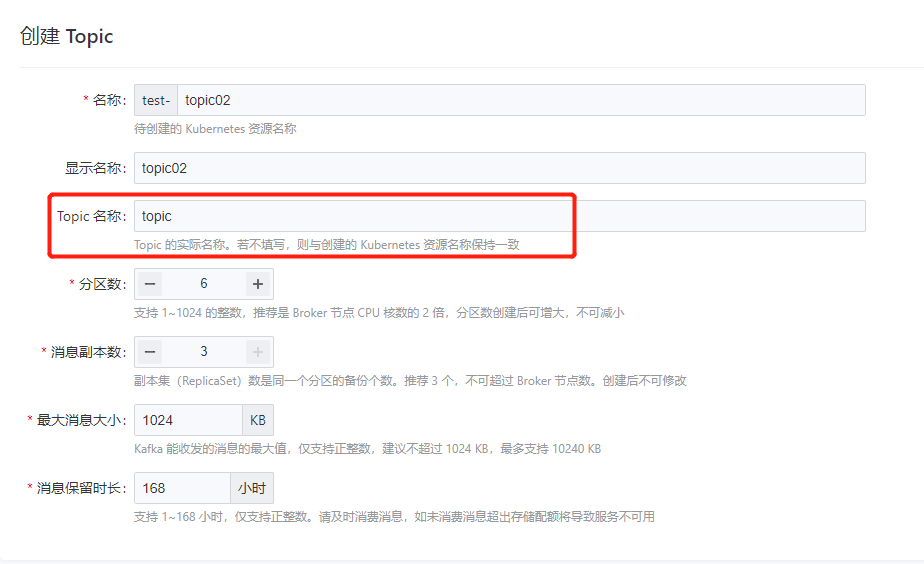 创建 Topic
* 名称: test- topic02
待创建的 Kubernetes 资源名称
显示名称: topic02
Topic 名称: topic
Topic 的实际名称。若不填写，则与创建的 Kubernetes 资源名称保持一致
* 分区数: — 6 +
支持 1~1024 的整数，推荐是 Broker 节点 CPU 核数的 2 倍，分区数创建后可增大，不可减小
* 消息副本数: — 3 +
副本集（ReplicaSet）数是同一个分区的备份个数。推荐 3 个，不可超过 Broker 节点数。创建后不可修改
* 最大消息大小: 1024 KB
Kafka 能收发的消息的最大值，仅支持正整数，建议不超过 1024 KB，最多支持 10240 KB
* 消息保留时长: 168 小时
支持 1~168 小时，仅支持正整数。请及时消费消息，如未消费消息超出存储配额将导致服务不可用